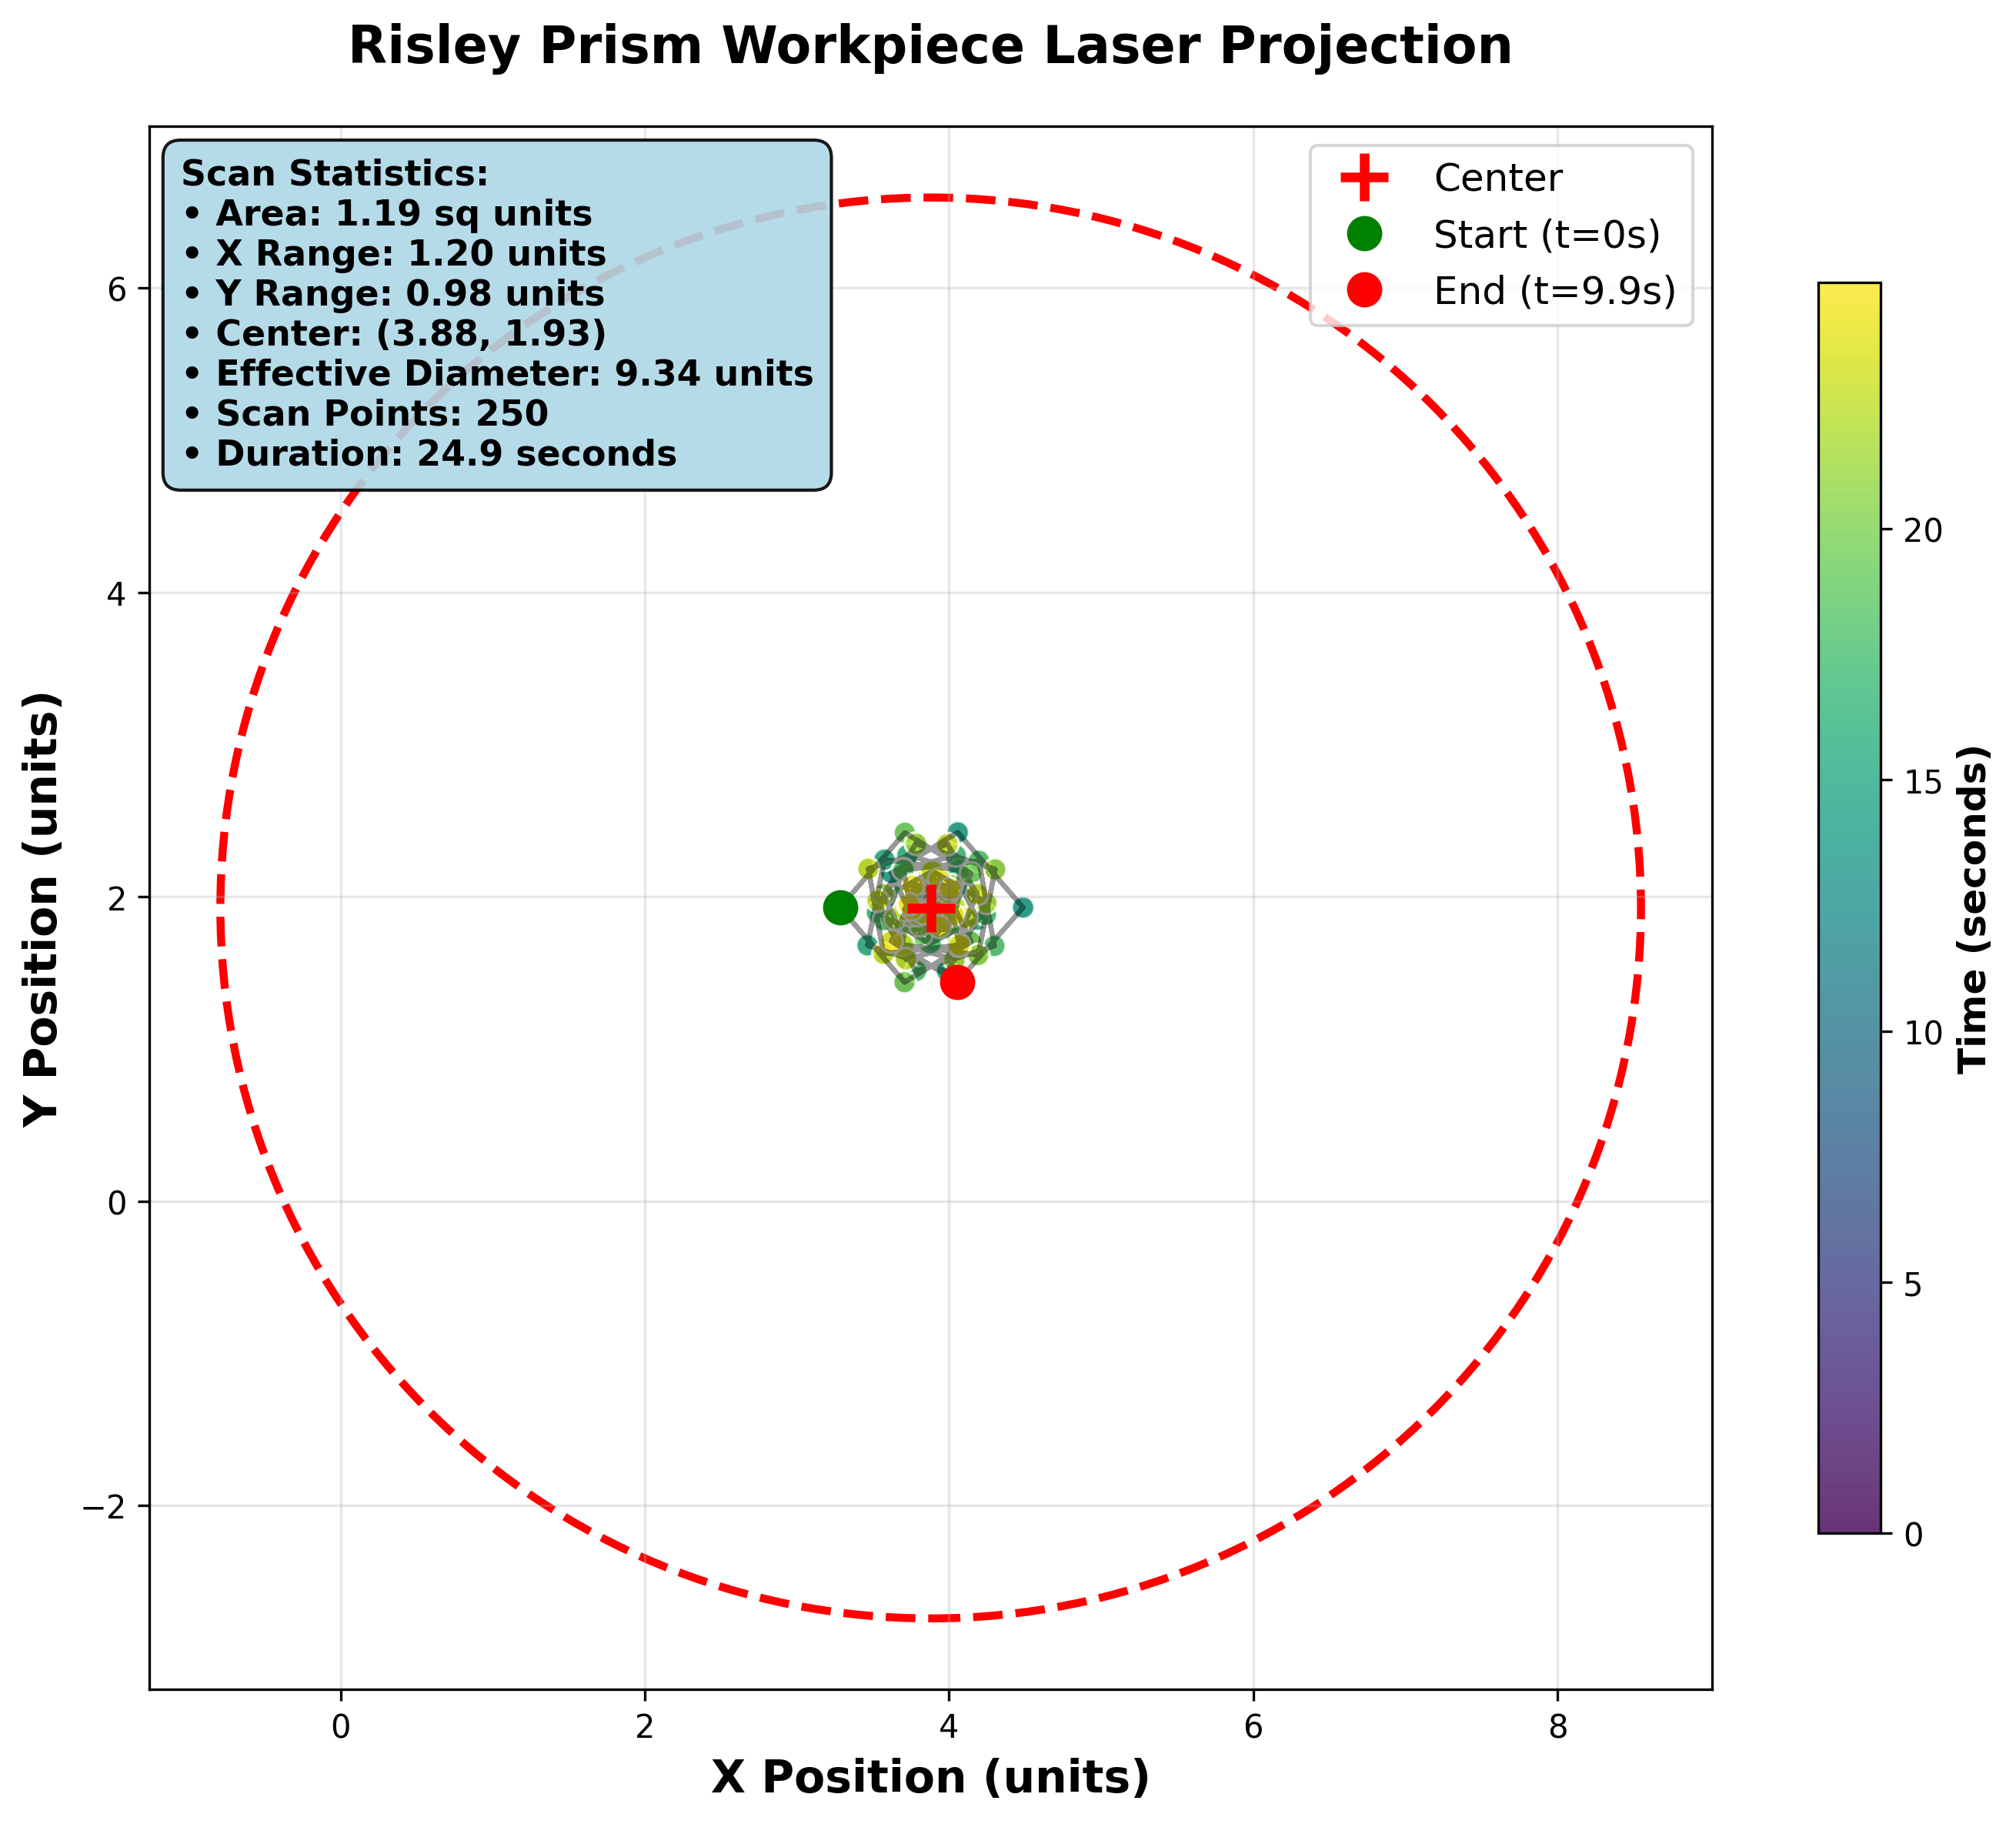 Risley Prism Workpiece Laser Projection
Scan Statistics:
• Area: 1.19 sq units
• X Range: 1.20 units
• Y Range: 0.98 units
• Center: (3.88, 1.93)
• Effective Diameter: 9.34 units
• Scan Points: 250
• Duration: 24.9 seconds
Center
Start (t=0s)
End (t=9.9s)
Y Position (units)
6
4
2
0
−2
0
2
4
6
8
X Position (units)
20
15
10
5
0
Time (seconds)